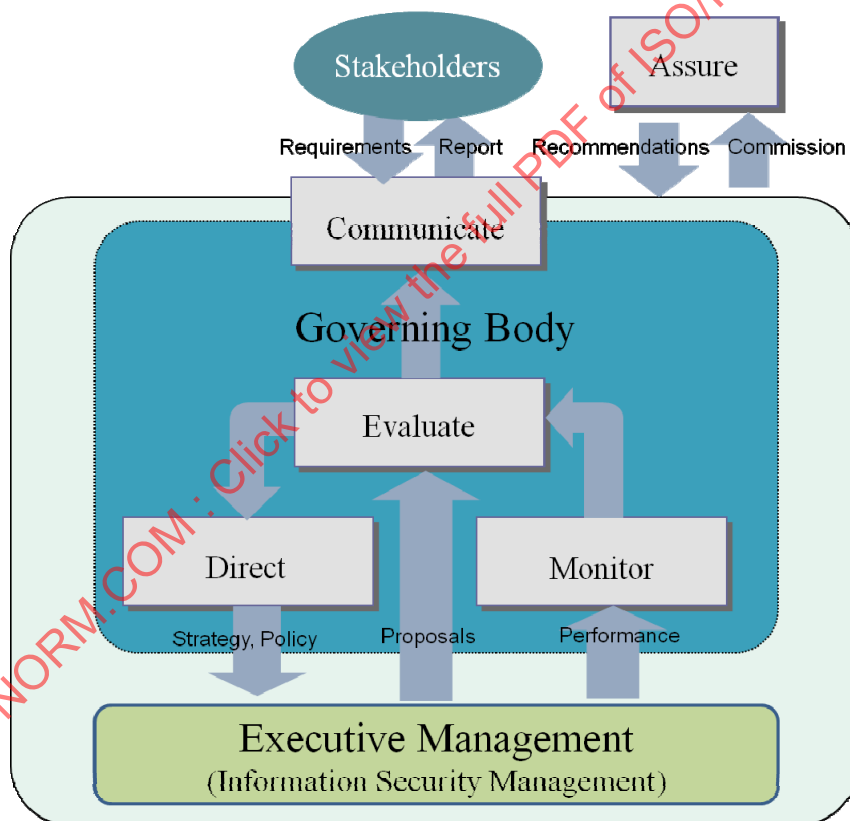 Stakeholders
Assure
Requirements
Report
Recommendations
Commission
Communicate
Governing Body
Evaluate
Direct
Monitor
Strategy, Policy
Proposals
Performance
Executive Management
(Information Security Management)
NORM.COM : Click to view the full PDF of ISO/